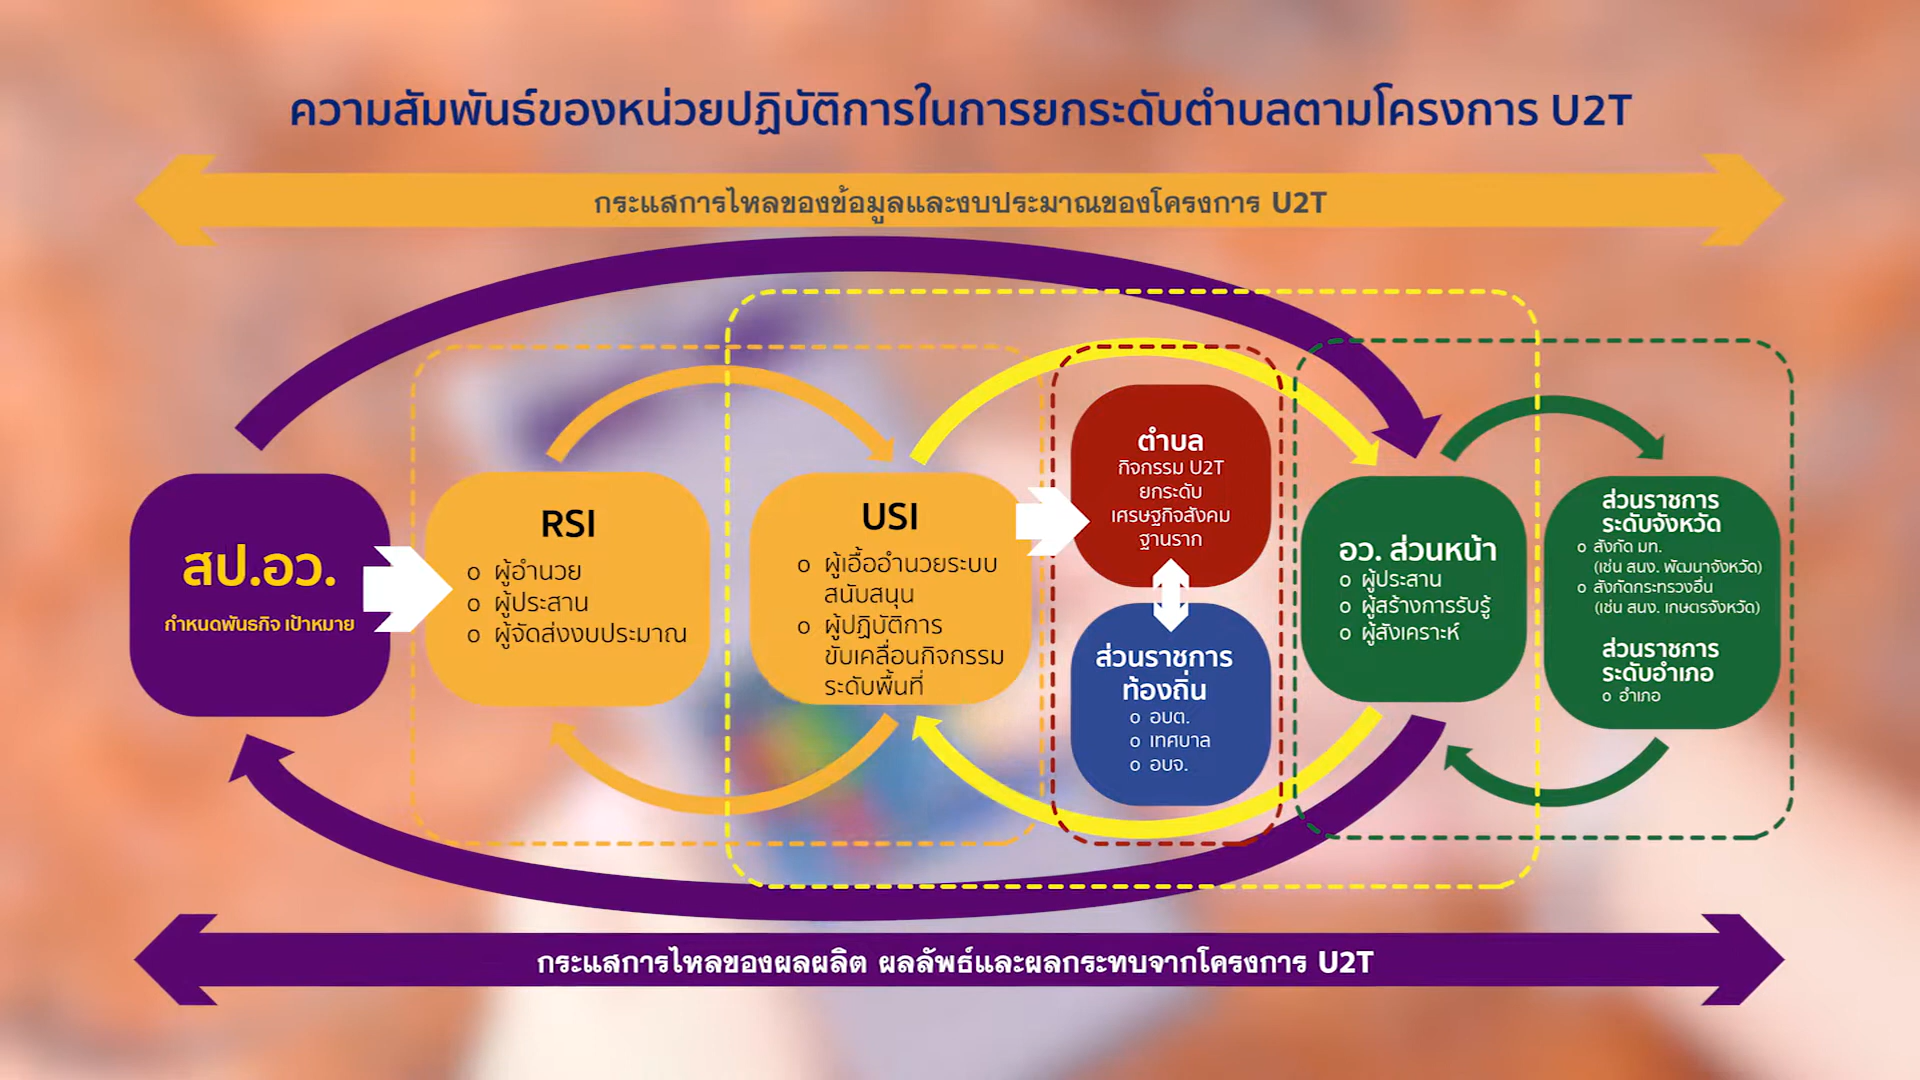 ความสัมพันธ์ของหน่วยปฏิบัติการในการยกระดับตำบลตามโครงการ U2T
กระแสการไหลของข้อมูลและงบประมาณของโครงการ U2T
สป.อว.
กำหนดพันธกิจ เป้าหมาย
RSI
o ผู้อำนวย
o ผู้ประสาน
o ผู้จัดส่งงบประมาณ
USI
o ผู้เอื้ออำนวยระบบ
สนับสนุน
o ผู้ปฏิบัติการ
ขับเคลื่อนกิจกรรม
ระดับพื้นที่
ตำบล
กิจกรรม U2T
ยกระดับ
เศรษฐกิจสังคม
ฐานราก
ส่วนราชการ
ท้องถิ่น
o อบต.
o เทศบาล
o อบจ.
อว. ส่วนหน้า
o ผู้ประสาน
o ผู้สร้างการรับรู้
o ผู้สังเคราะห์
ส่วนราชการ
ระดับจังหวัด
o สังกัด มท.
(เช่น สนง. พัฒนาจังหวัด)
o สังกัดกระทรวงอื่น
(เช่น สนง. เกษตรจังหวัด)
ส่วนราชการ
ระดับอำเภอ
o อำเภอ
กระแสการไหลของผลผลิต ผลลัพธ์และผลกระทบจากโครงการ U2T